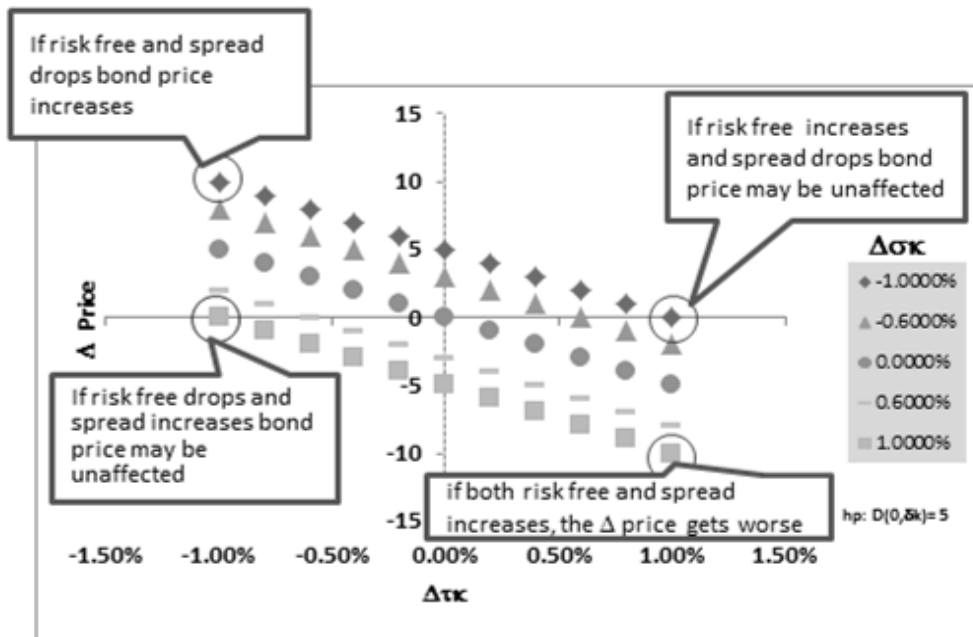 If risk free and spread
drops bond price
increases
If risk free increases
and spread drops bond
price may be
unaffected
15
10
5
0
-5
-10
-15
Δ Price
Δσκ
-1.0000%
-0.6000%
0.0000%
0.6000%
1.0000%
If risk free drops and
spread increases bond
price may be
unaffected
if both risk free and spread
increases, the Δ price gets worse
hp: D(0,δk)= 5
-1.50%
-1.00%
-0.50%
0.00%
0.50%
1.00%
1.50%
Δτκ